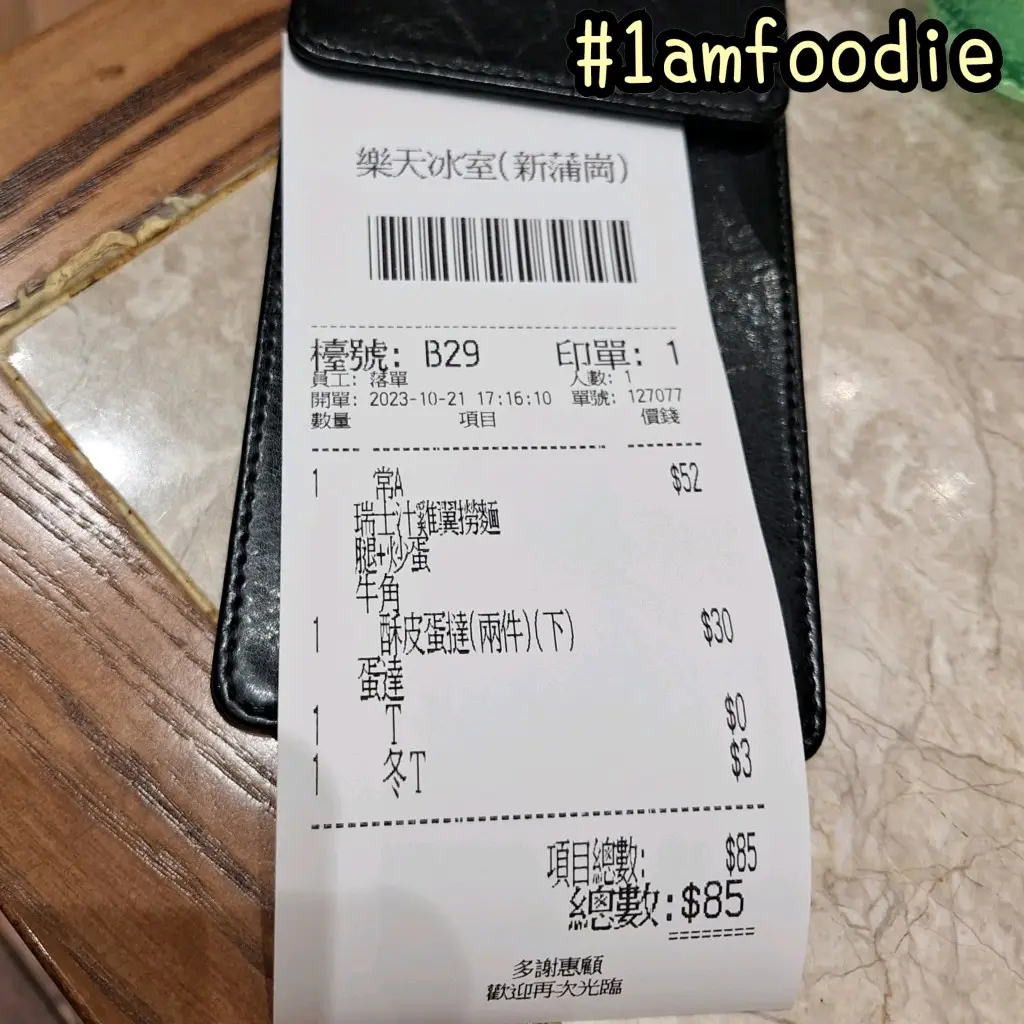 #1amfoodie
樂天冰室(新蒲崗)
檯號: B29 印單: 1
員工: 落單 人數: 1
開單: 2023-10-21 17:16:10 單號: 127077
數量 項目 價錢
1 常A $52
瑞士汁雞翼撈麵
腿+炒蛋
牛角
1 酥皮蛋撻(兩件)(下) $30
蛋達
1 T $0
1 冬T $3
項目總數: $85
總數:$85
========
多謝惠顧
歡迎再次光臨